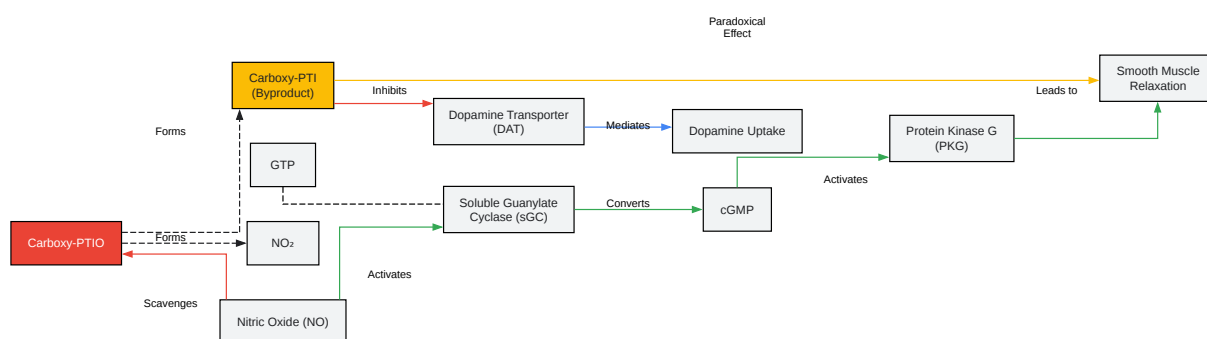 Paradoxical
Effect
Carboxy-PTI
(Byproduct)
Smooth Muscle
Relaxation
Inhibits
Leads to
Dopamine Transporter
(DAT)
Mediates
Dopamine Uptake
Protein Kinase G
(PKG)
Forms
GTP
Activates
Soluble Guanylate
Cyclase (sGC)
Converts
cGMP
Carboxy-PTIO
Forms
NO₂
Activates
Scavenges
Nitric Oxide (NO)